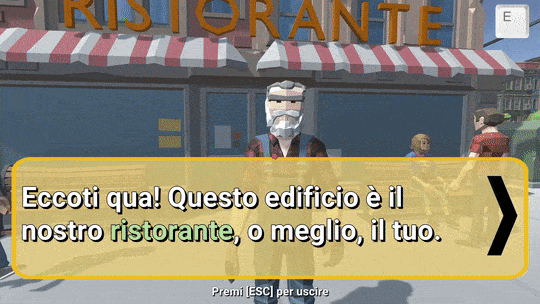 RISTORANTE
E
Eccoti qua! Questo edificio è il
nostro ristorante, o meglio, il tuo.
Premi [ESC] per uscire